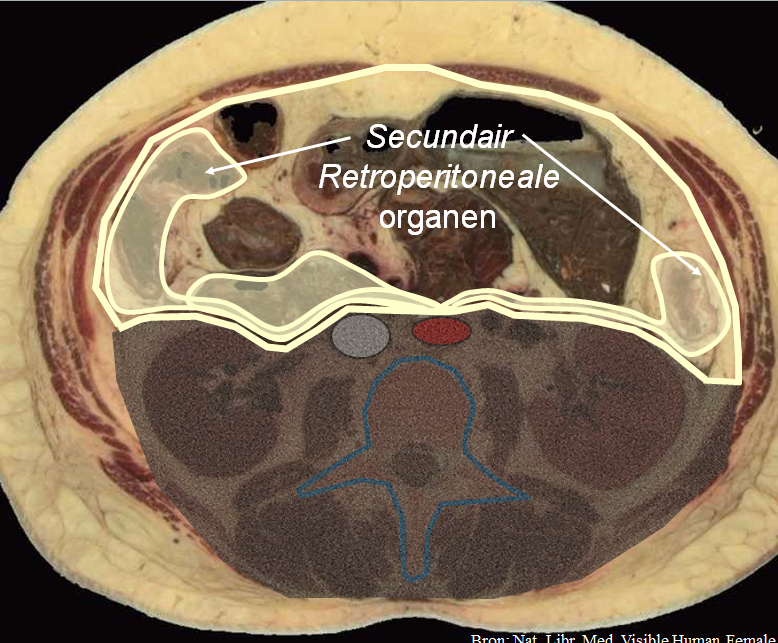 Secundair
Retroperitoneale
organen
Bron: Nat. Libr. Med. Visible Human Female